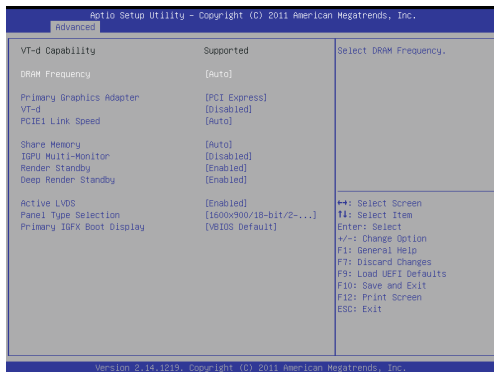 Aptio Setup Utility – Copyright (C) 2011 American Megatrends, Inc.
Advanced
VT-d Capability Supported
DRAM Frequency [Auto]
Primary Graphics Adapter [PCI Express]
VT-d [Disabled]
PCIE1 Link Speed [Auto]
Share Memory [Auto]
IGPU Multi-Monitor [Disabled]
Render Standby [Enabled]
Deep Render Standby [Enabled]
Active LVDS [Enabled]
Panel Type Selection [1600x900/18-bit/2-...]
Primary IGFX Boot Display [VBIOS Default]
Select DRAM Frequency.
↔: Select Screen
↑↓: Select Item
Enter: Select
+/-: Change Option
F1: General Help
F7: Discard Changes
F9: Load UEFI Defaults
F10: Save and Exit
F12: Print Screen
ESC: Exit
Version 2.14.1219. Copyright (C) 2011 American Megatrends, Inc.